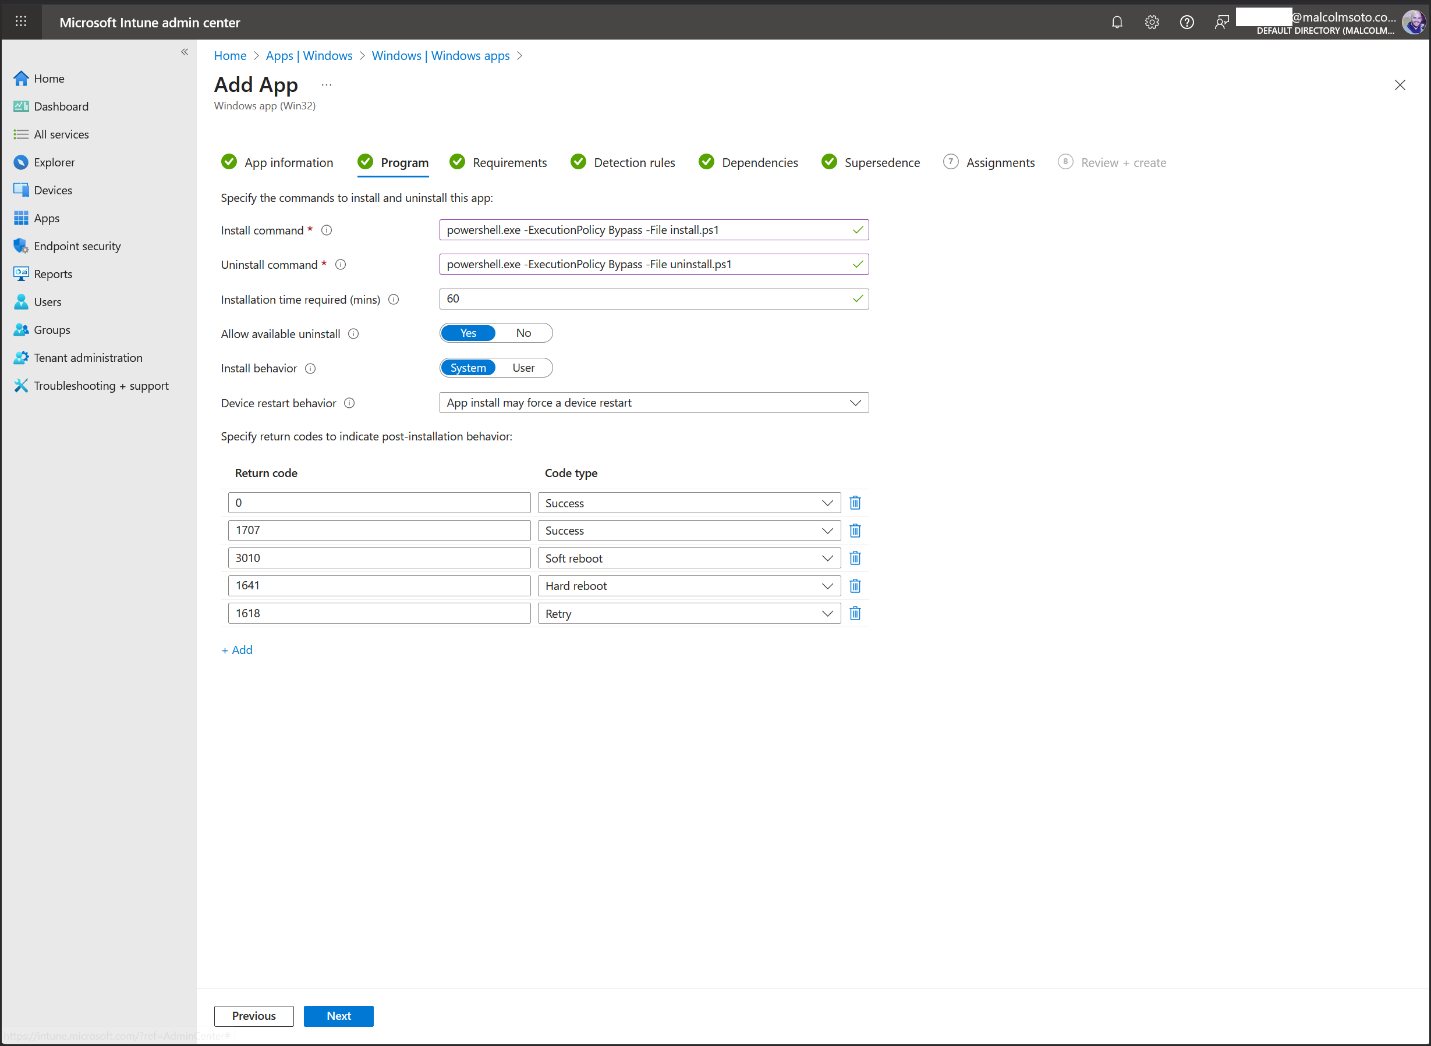 Microsoft Intune admin center
@malcolmsoto.co...
DEFAULT DIRECTORY (MALCOLM...
«
Home
Dashboard
All services
Explorer
Devices
Apps
Endpoint security
Reports
Users
Groups
Tenant administration
Troubleshooting + support
Home > Apps | Windows > Windows | Windows apps >
Add App ...
Windows app (Win32)
App information Program Requirements Detection rules Dependencies Supersedence 7 Assignments 8 Review + create
Specify the commands to install and uninstall this app:
Install command * powershell.exe -ExecutionPolicy Bypass -File install.ps1
Uninstall command * powershell.exe -ExecutionPolicy Bypass -File uninstall.ps1
Installation time required (mins) 60
Allow available uninstall Yes No
Install behavior System User
Device restart behavior App install may force a device restart
Specify return codes to indicate post-installation behavior:
Return code Code type
0 Success
1707 Success
3010 Soft reboot
1641 Hard reboot
1618 Retry
+ Add
Previous Next
https://intune.microsoft.com/?ref=AdminCenter#